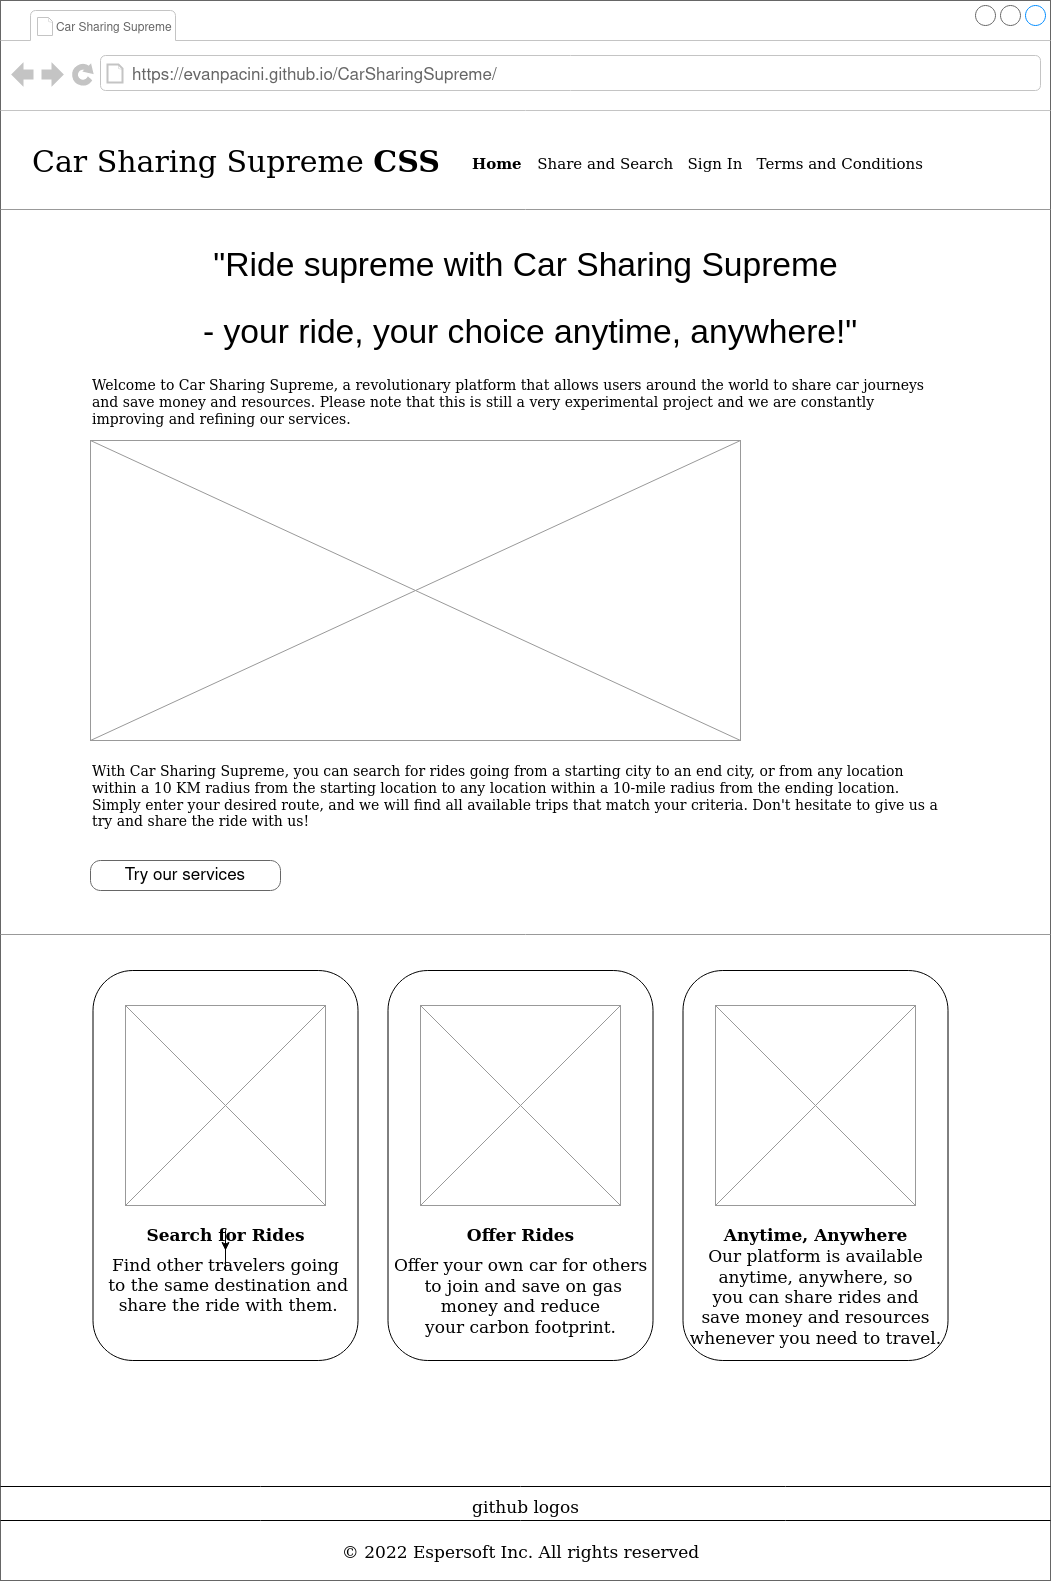 Car Sharing Supreme
https://evanpacini.github.io/CarSharingSupreme/
Car Sharing Supreme CSS Home Share and Search Sign In Terms and Conditions
"Ride supreme with Car Sharing Supreme
- your ride, your choice anytime, anywhere!"
Welcome to Car Sharing Supreme, a revolutionary platform that allows users around the world to share car journeys
and save money and resources. Please note that this is still a very experimental project and we are constantly
improving and refining our services.
With Car Sharing Supreme, you can search for rides going from a starting city to an end city, or from any location
within a 10 KM radius from the starting location to any location within a 10-mile radius from the ending location.
Simply enter your desired route, and we will find all available trips that match your criteria. Don't hesitate to give us a
try and share the ride with us!
Try our services
Search for Rides
Find other travelers going
to the same destination and
share the ride with them.
Offer Rides
Offer your own car for others
to join and save on gas
money and reduce
your carbon footprint.
Anytime, Anywhere
Our platform is available
anytime, anywhere, so
you can share rides and
save money and resources
whenever you need to travel.
github logos
© 2022 Espersoft Inc. All rights reserved